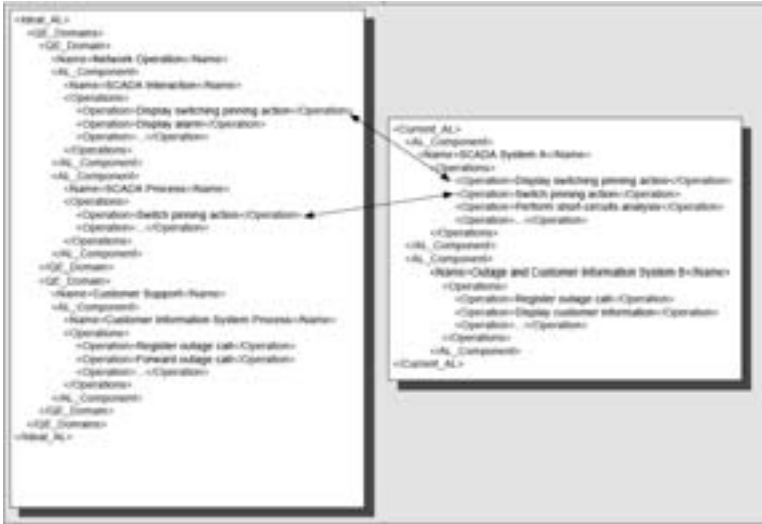 <Ideal_AL>
<QE_Domains>
<QE_Domain>
<Name>Network Operation</Name>
<AL_Component>
<Name>SCADA Interaction</Name>
<Operations>
<Operation>Display switching pinning action</Operation>
<Operation>Display alarm</Operation>
<Operation>...</Operation>
</Operations>
</AL_Component>
<AL_Component>
<Name>SCADA Process</Name>
<Operations>
<Operation>Switch pinning action</Operation>
<Operation>...</Operation>
</Operations>
</AL_Component>
</QE_Domain>
<QE_Domain>
<Name>Customer Support</Name>
<AL_Component>
<Name>Customer Information System Process</Name>
<Operations>
<Operation>Register outage call</Operation>
<Operation>Forward outage call</Operation>
<Operation>...</Operation>
</Operations>
</AL_Component>
</QE_Domain>
</QE_Domains>
</Ideal_AL>
<Current_AL>
<AL_Component>
<Name>SCADA System A</Name>
<Operations>
<Operation>Display switching pinning action</Operation>
<Operation>Switch pinning action</Operation>
<Operation>Perform short-circuits analysis</Operation>
<Operation>...</Operation>
</Operations>
</AL_Component>
<AL_Component>
<Name>Outage and Customer Information System B</Name>
<Operations>
<Operation>Register outage call</Operation>
<Operation>Display customer information</Operation>
<Operation>...</Operation>
</Operations>
</AL_Component>
</Current_AL>